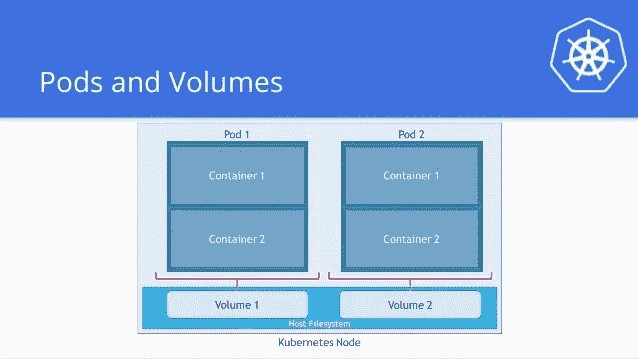 Pods and Volumes
Pod 1
Pod 2
Container 1
Container 1
Container 2
Container 2
Volume 1
Volume 2
Host Filesystem
Kubernetes Node